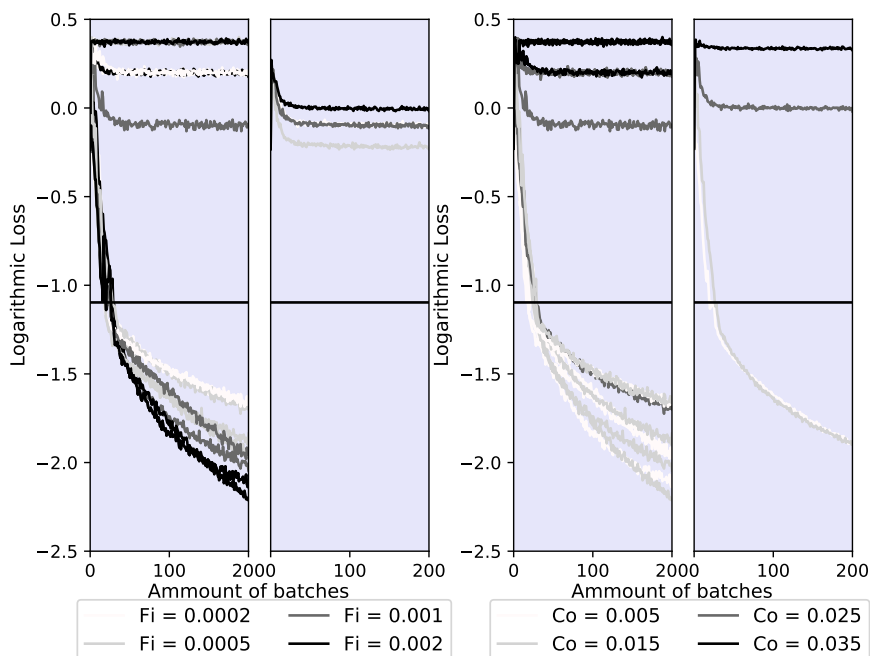 0.5
0.0
−0.5
−1.0
−1.5
−2.0
−2.5
Logarithmic Loss
0 100 200
0 100 200
Ammount of batches
Fi = 0.0002 Fi = 0.001
Fi = 0.0005 Fi = 0.002
0.5
0.0
−0.5
−1.0
−1.5
−2.0
−2.5
Logarithmic Loss
0 100 200
0 100 200
Ammount of batches
Co = 0.005 Co = 0.025
Co = 0.015 Co = 0.035